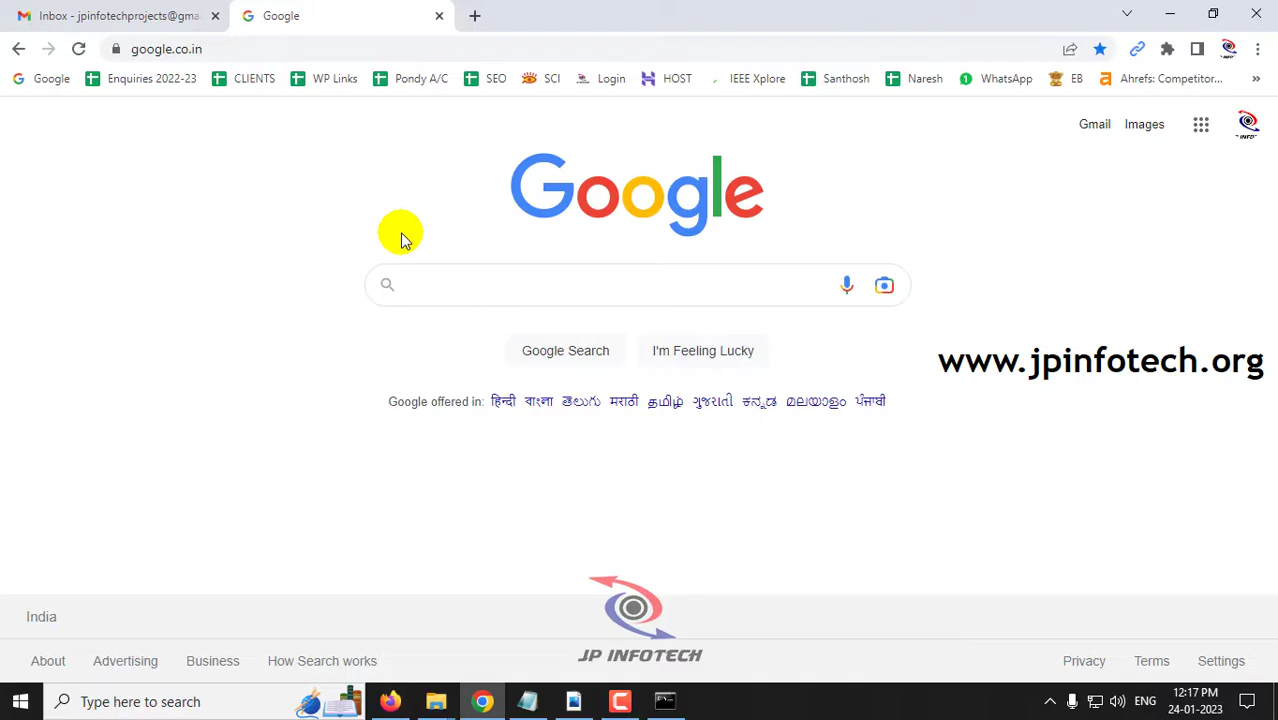 Inbox - jpinfotechprojects@gma
Google
google.co.in
Google
Enquiries 2022-23
CLIENTS
WP Links
Pondy A/C
SEO
SCI
Login
HOST
IEEE Xplore
Santhosh
Naresh
WhatsApp
EB
Ahrefs: Competitor...
Gmail Images
Google
Google Search
I'm Feeling Lucky
www.jpinfotech.org
Google offered in: हिन्दी বাংলা తెలుగు मराठी தமிழ் ગુજરાતી ಕನ್ನಡ മലയാളം ਪੰਜਾਬੀ
India
JP INFOTECH
About Advertising Business How Search works
Privacy Terms Settings
Type here to search
ENG
12:17 PM
24-01-2023